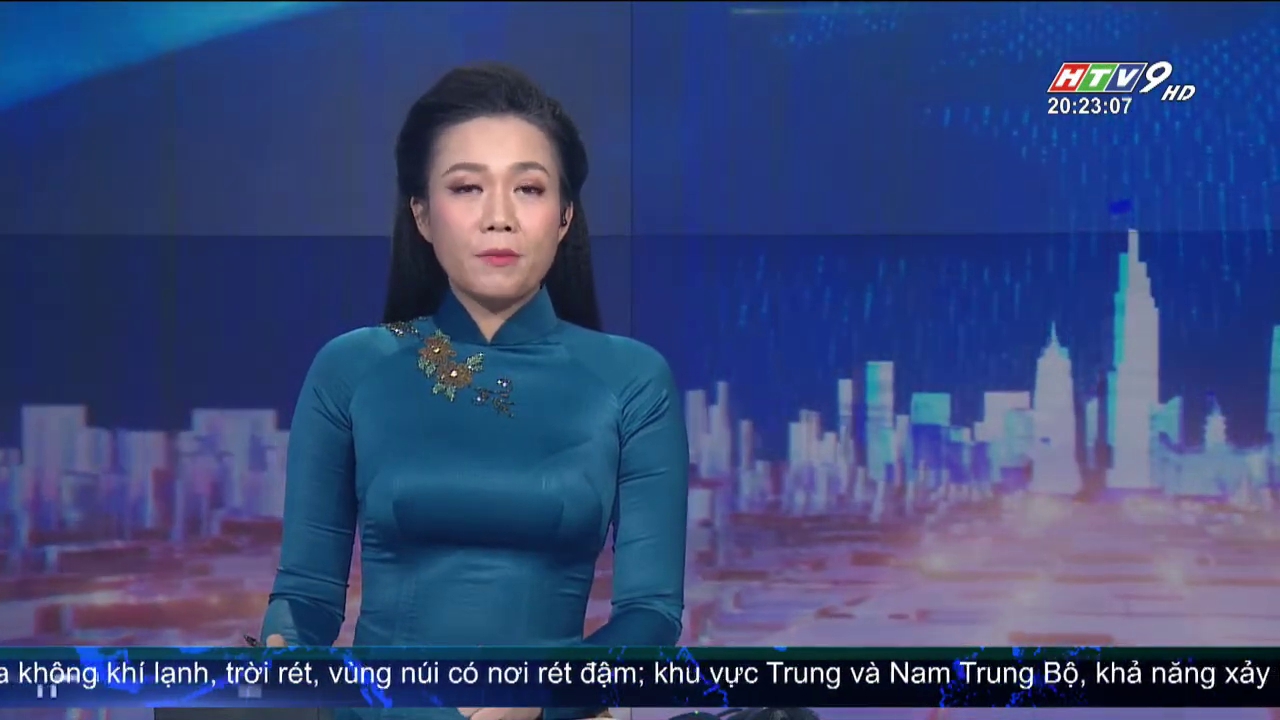 HTV9 HD
20:23:07
a không khí lạnh, trời rét, vùng núi có nơi rét đậm; khu vực Trung và Nam Trung Bộ, khả năng xảy